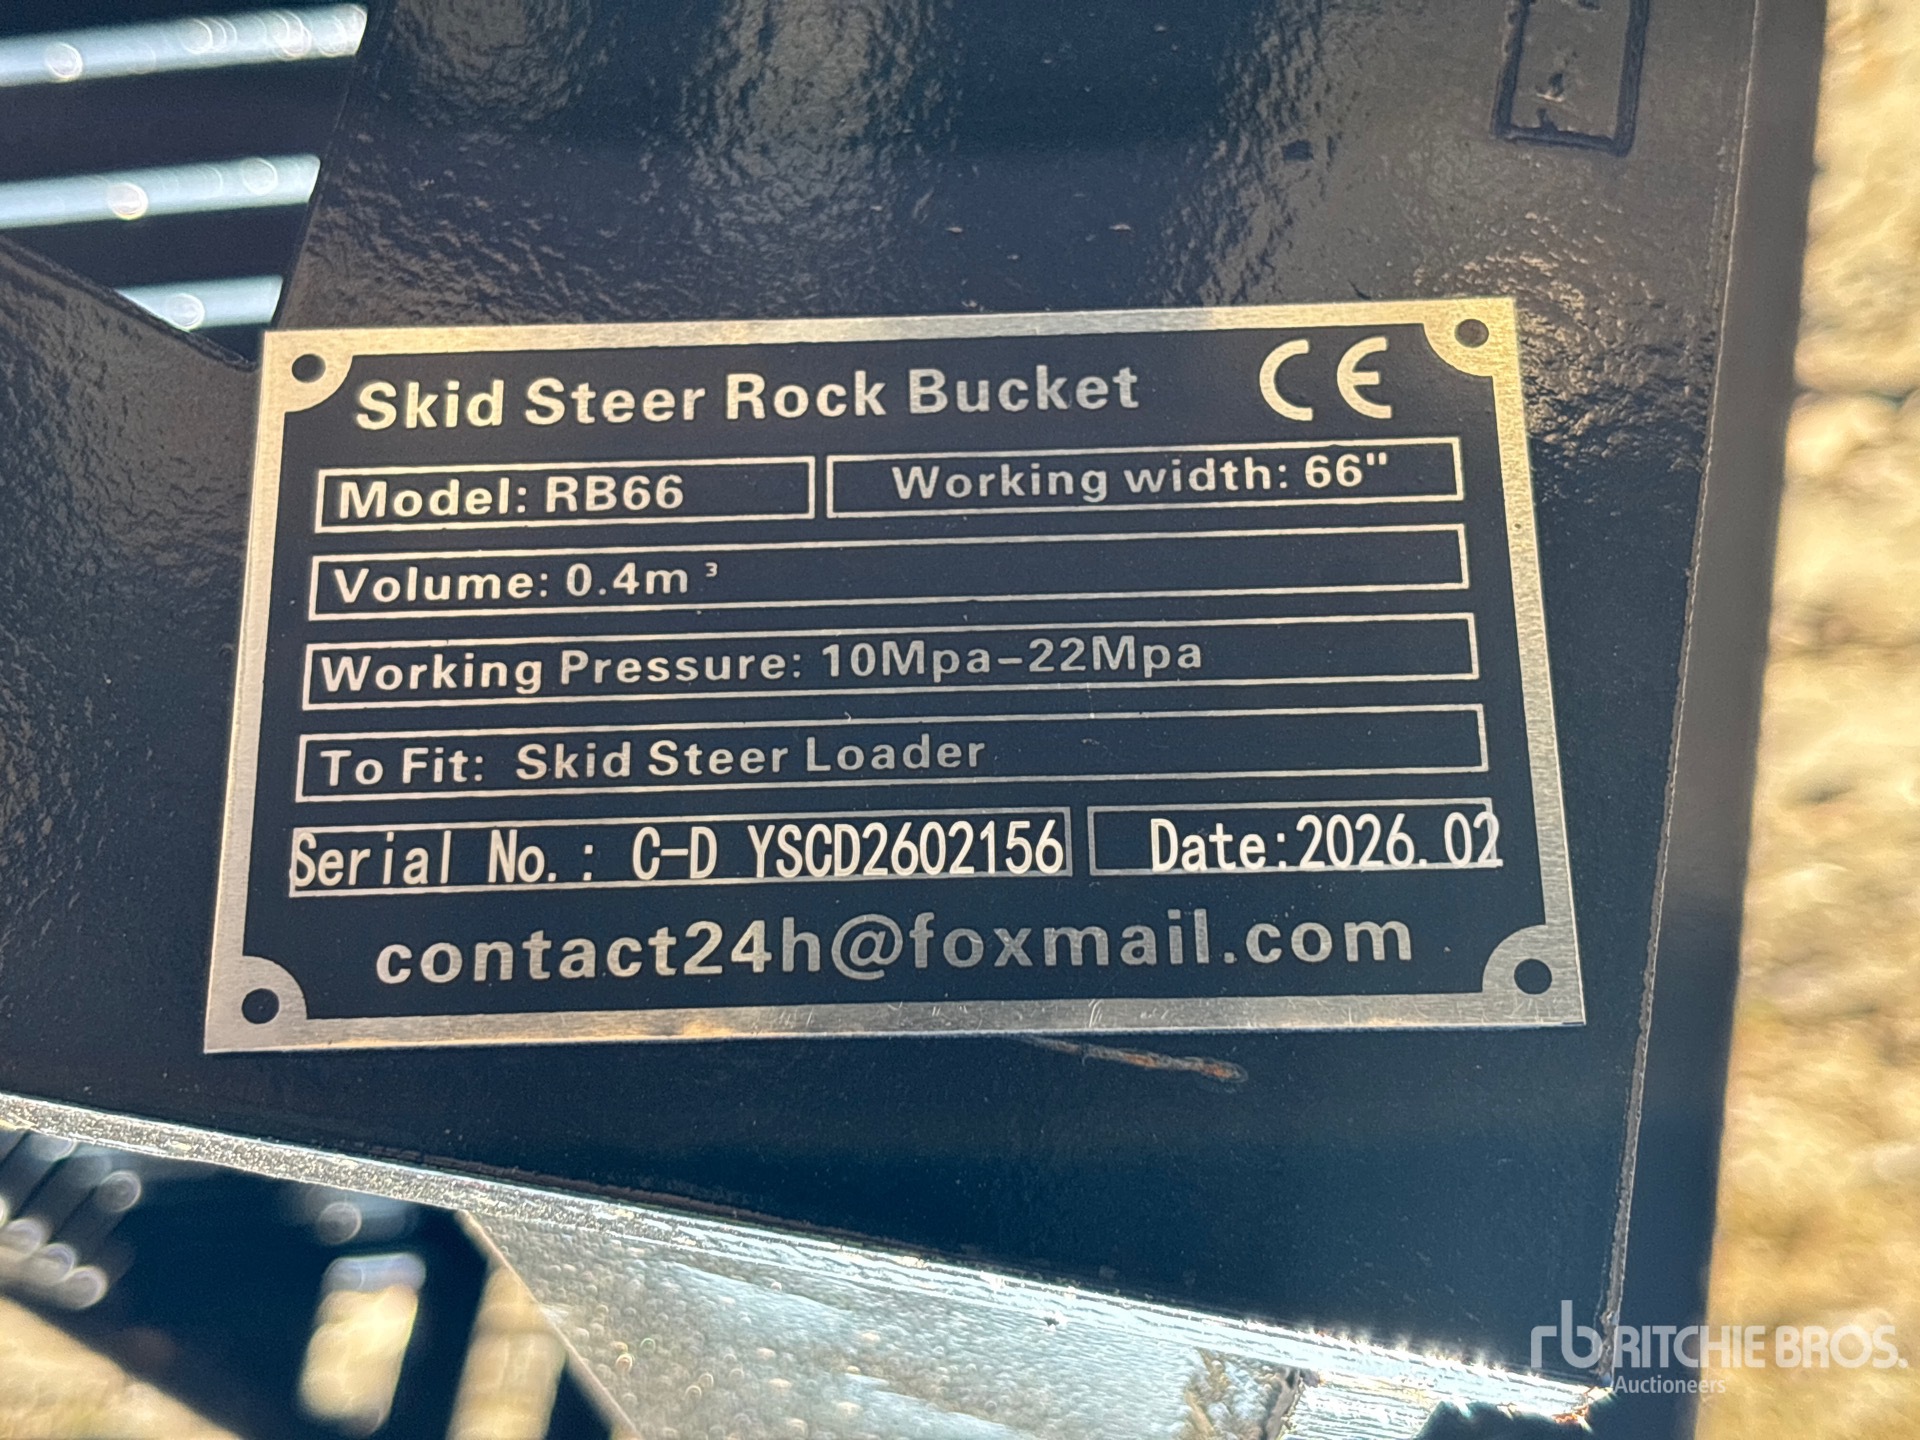 Skid Steer Rock Bucket CE
Model: RB66 Working width: 66"
Volume: 0.4m ³
Working Pressure: 10Mpa-22Mpa
To Fit: Skid Steer Loader
Serial No.: C-D YSCD2602156 Date:2026.02
contact24h@foxmail.com
rb RITCHIE BROS.
Auctioneers